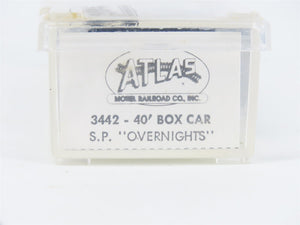 ATLAS
MODEL RAILROAD CO., INC.
3442 - 40' BOX CAR
S.P. "OVERNIGHTS"